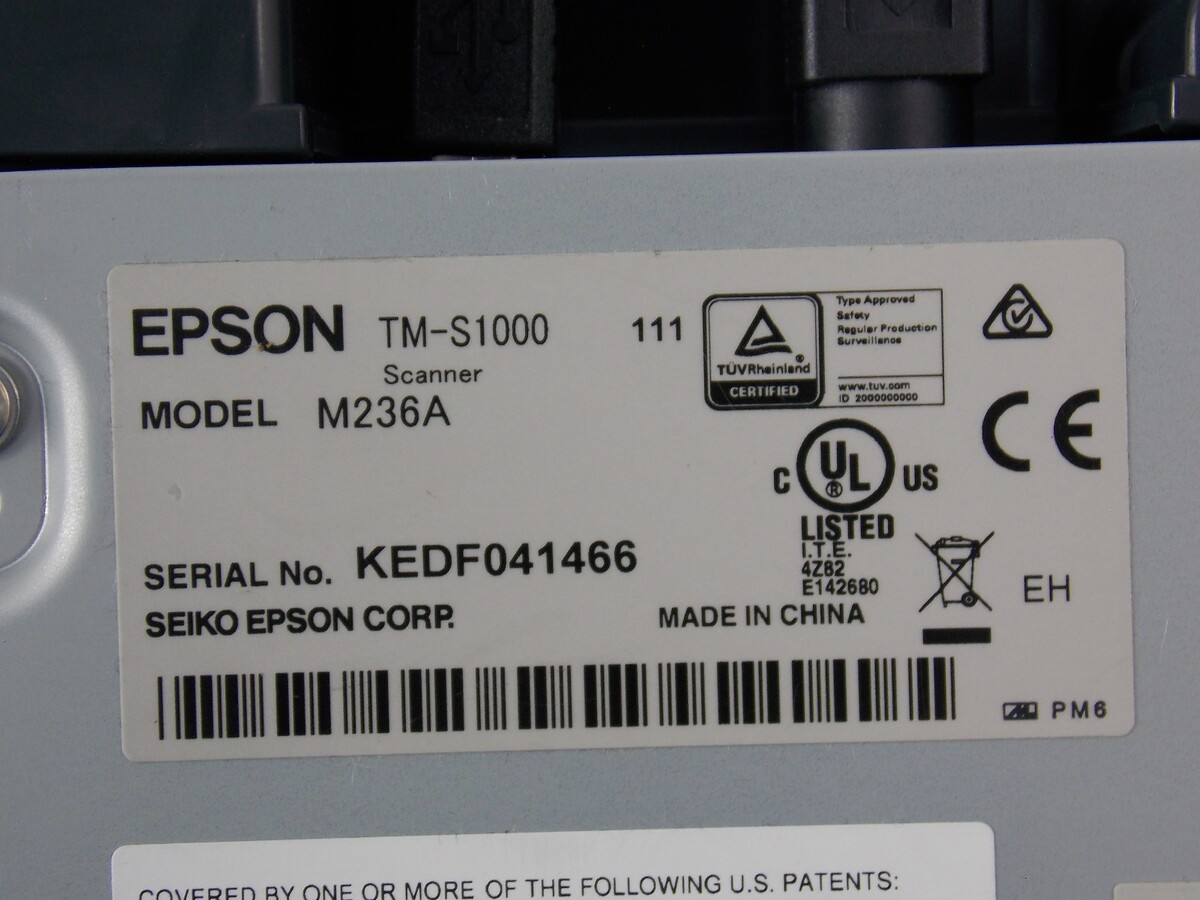 EPSON TM-S1000 111
Scanner
MODEL M236A
TÜVRheinland®
CERTIFIED
Type Approved
Safety
Regular Production
Surveillance
www.tuv.com
ID 2000000000
CE
C UL® US
LISTED
I.T.E.
4Z82
E142680
SERIAL No. KEDF041466
SEIKO EPSON CORP.
MADE IN CHINA
EH
PM6
COVERED BY ONE OR MORE OF THE FOLLOWING U.S. PATENTS: